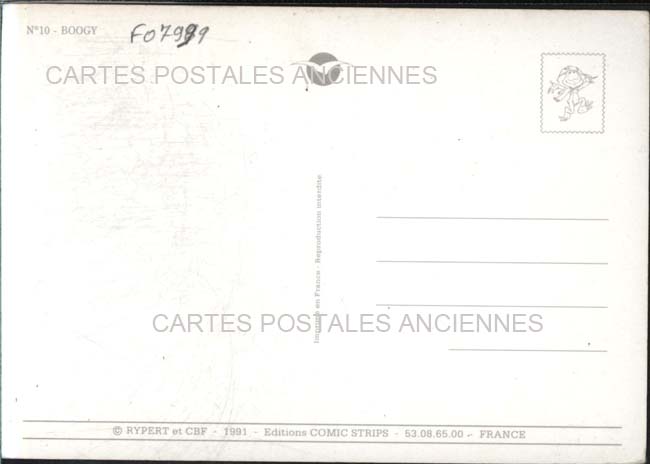 N°10 - BOOGY
F07999
CARTES POSTALES ANCIENNES
Imprimé en France - Reproduction interdite.
CARTES POSTALES ANCIENNES
© RYPERT et CBF - 1991 - Editions COMIC STRIPS - 53.08.65.00 - FRANCE